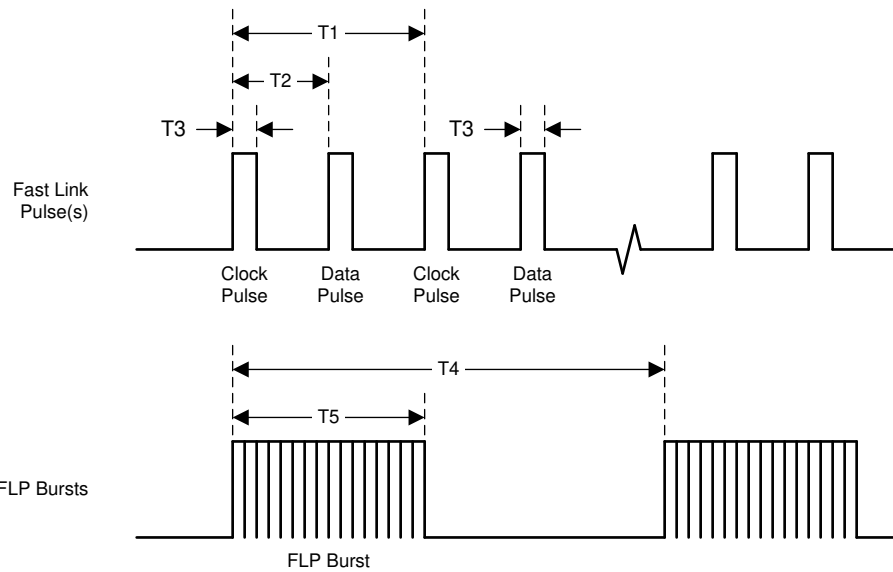 T1
T2
T3
T3
Fast Link
Pulse(s)
Clock
Pulse
Data
Pulse
Clock
Pulse
Data
Pulse
T4
T5
FLP Bursts
FLP Burst